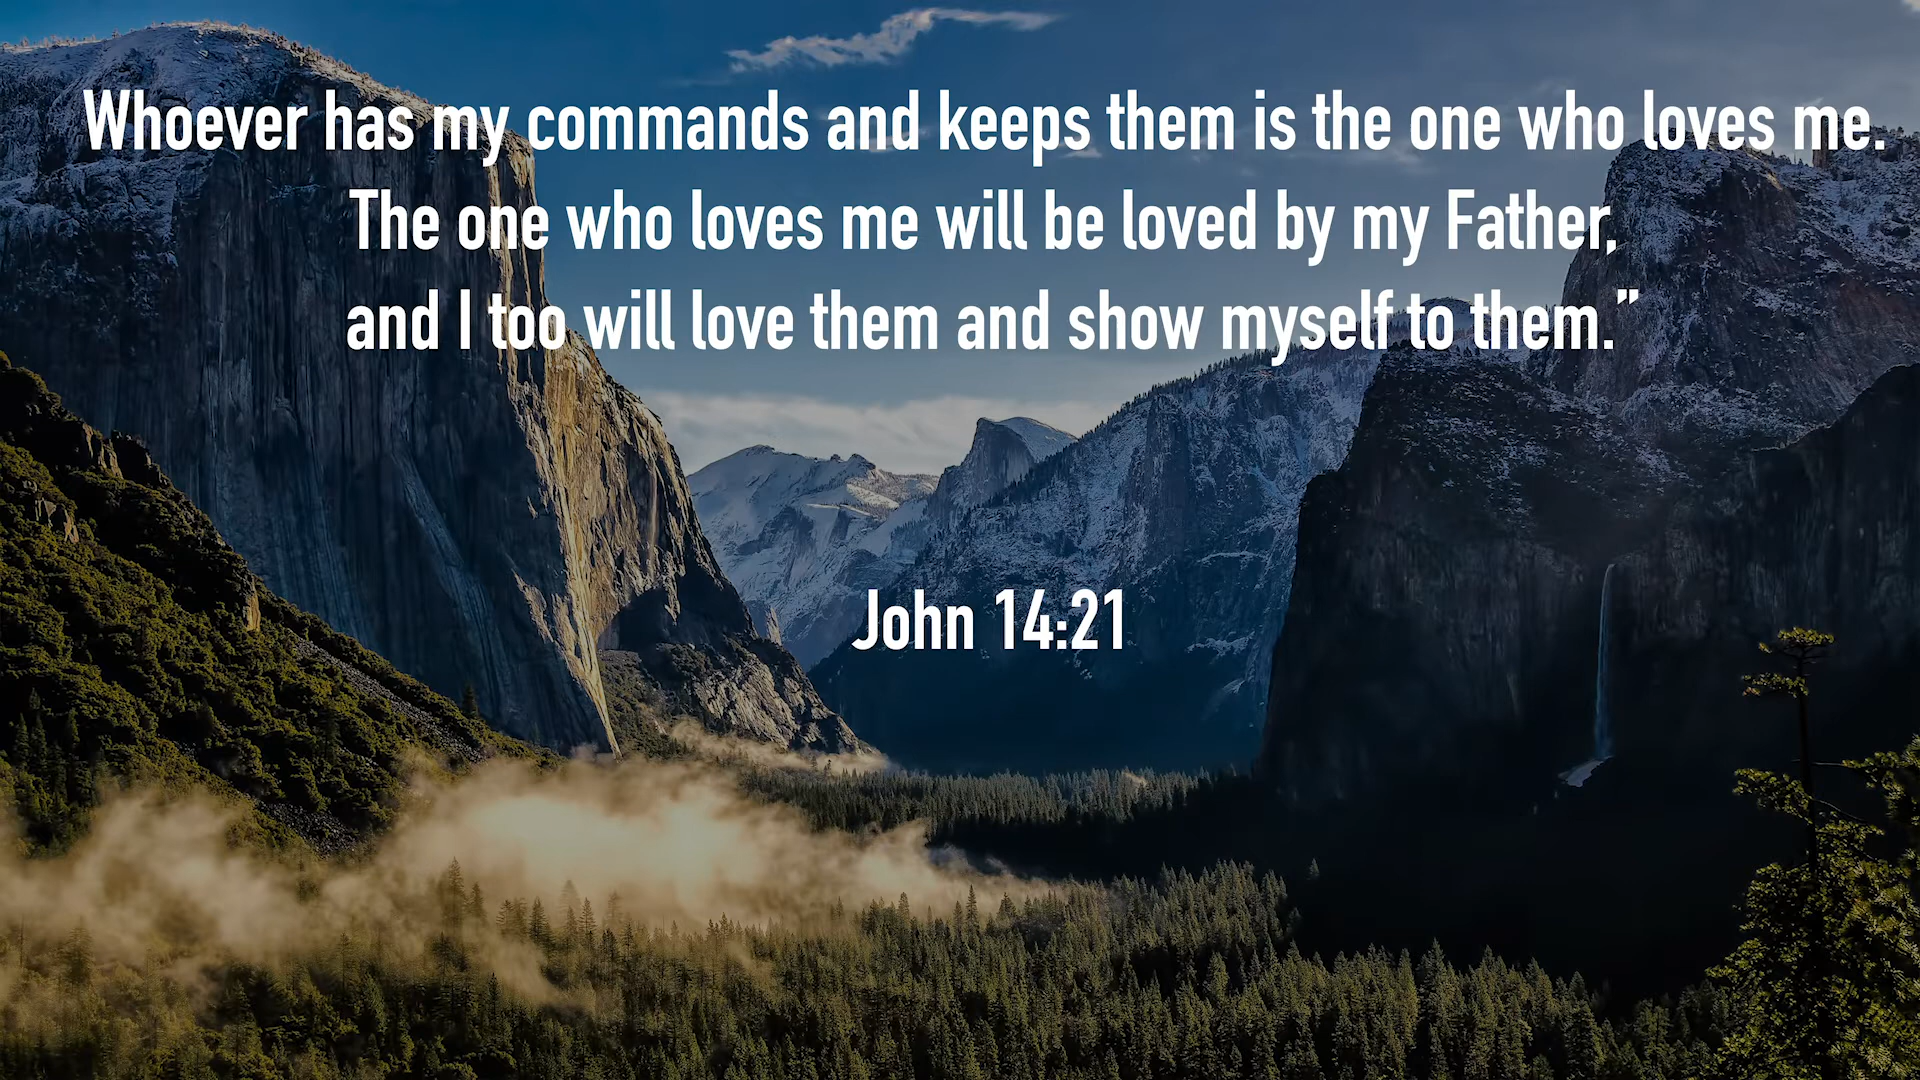 Whoever has my commands and keeps them is the one who loves me.
The one who loves me will be loved by my Father,
and I too will love them and show myself to them.”
John 14:21